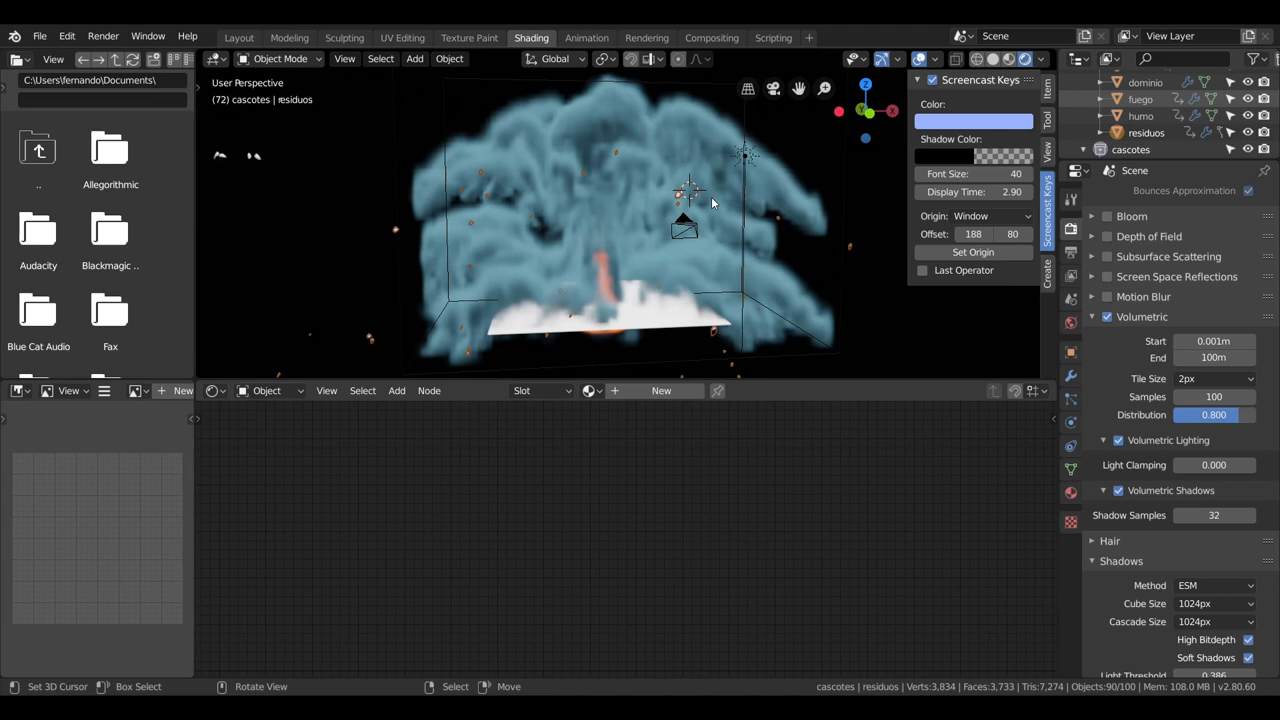 File Edit Render Window Help
Layout Modeling Sculpting UV Editing Texture Paint Shading Animation Rendering Compositing Scripting +
Scene
View Layer
View
Object Mode View Select Add Object
Global
C:\Users\fernando\Documents\
..
Allegorithmic
Audacity
Blackmagic ..
Blue Cat Audio
Fax
User Perspective
(72) cascotes | residuos
Z
Y
X
Screencast Keys
Color:
Shadow Color:
Font Size: 40
Display Time: 2.90
Origin: Window
Offset: 188 80
Set Origin
Last Operator
Item
Tool
View
Screencast Keys
Create
dominio
fuego
humo
residuos
cascotes
Scene
Bounces Approximation
Bloom
Depth of Field
Subsurface Scattering
Screen Space Reflections
Motion Blur
Volumetric
Start 0.001m
End 100m
Tile Size 2px
Samples 100
Distribution 0.800
Volumetric Lighting
Light Clamping 0.000
Volumetric Shadows
Shadow Samples 32
Hair
Shadows
Method ESM
Cube Size 1024px
Cascade Size 1024px
High Bitdepth
Soft Shadows
Light Threshold
View
New
Object View Select Add Node
Slot
New
Set 3D Cursor Box Select Rotate View Select Move
cascotes | residuos | Verts:3,834 | Faces:3,733 | Tris:7,274 | Objects:90/100 | Mem: 108.0 MB | v2.80.60